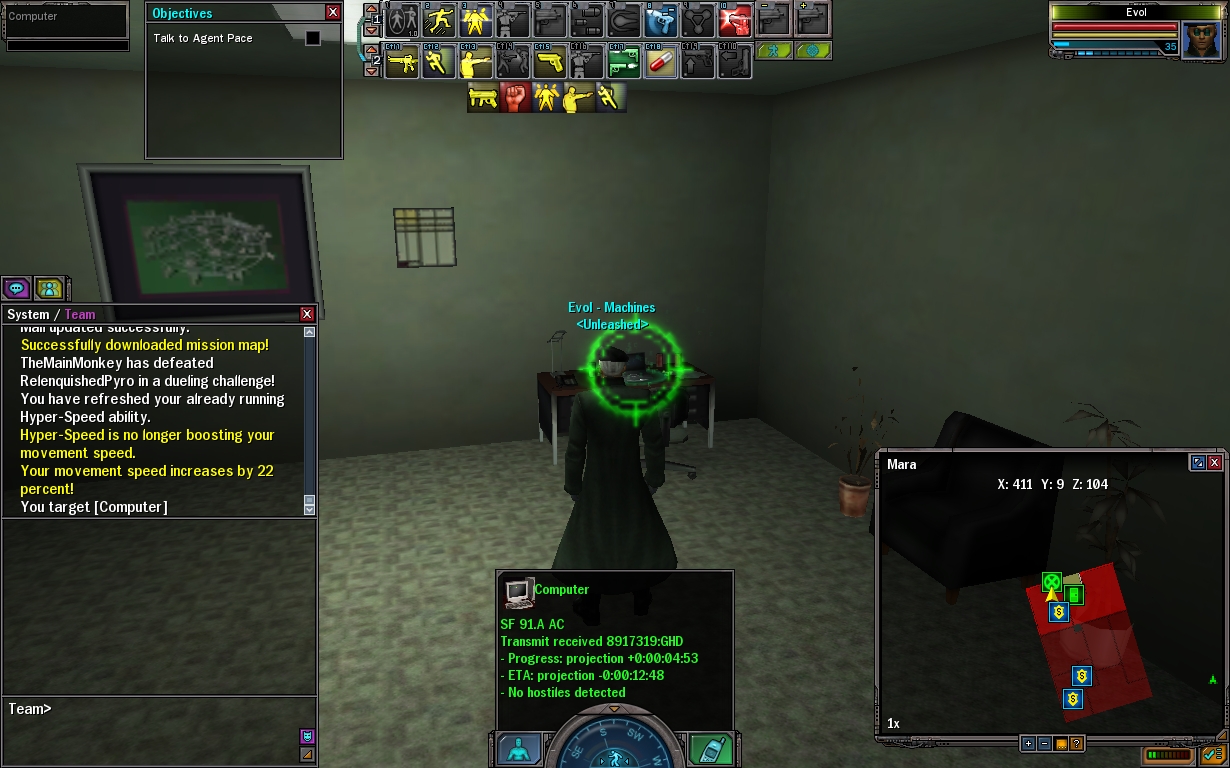 Computer
Objectives
Talk to Agent Pace
1
2
Evol
35
System / Team
Mail updated successfully.
Successfully downloaded mission map!
TheMainMonkey has defeated
RelenquishedPyro in a dueling challenge!
You have refreshed your already running
Hyper-Speed ability.
Hyper-Speed is no longer boosting your
movement speed.
Your movement speed increases by 22
percent!
You target [Computer]
Team>
Evol - Machines
<Unleashed>
Computer
SF 91.A AC
Transmit received 8917319:GHD
- Progress: projection +0:00:04:53
- ETA: projection -0:00:12:48
- No hostiles detected
SE
S
SW
W
Mara
X: 411 Y: 9 Z: 104
1x